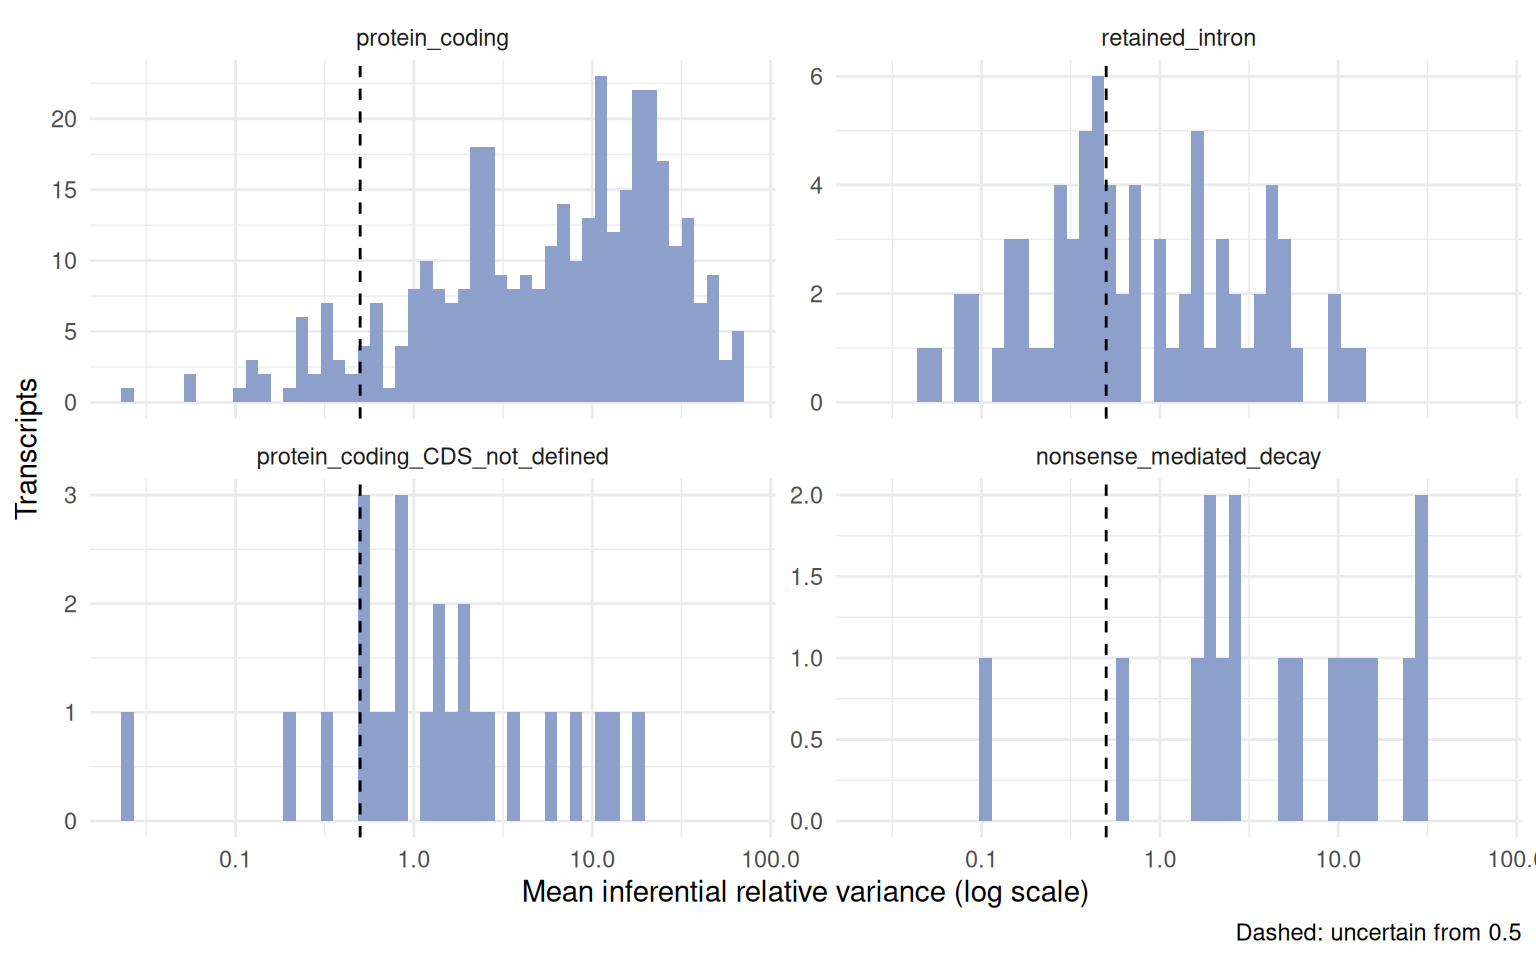 protein_coding
retained_intron
20
15
10
5
0
6
4
2
0
protein_coding_CDS_not_defined
nonsense_mediated_decay
3
2
1
0
2.0
1.5
1.0
0.5
0.0
0.1 1.0 10.0 100.0
0.1 1.0 10.0 100.0
Transcripts
Mean inferential relative variance (log scale)
Dashed: uncertain from 0.5